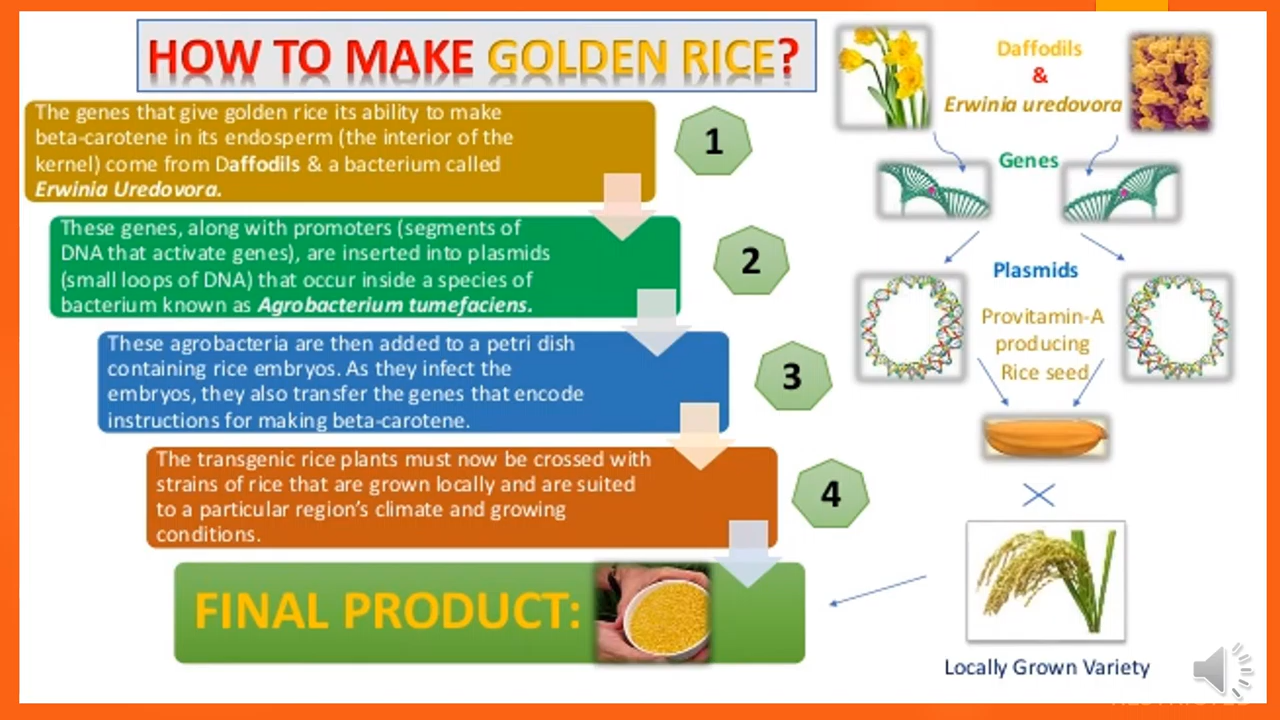 HOW TO MAKE GOLDEN RICE?
The genes that give golden rice its ability to make
beta-carotene in its endosperm (the interior of the
kernel) come from Daffodils & a bacterium called
Erwinia Uredovora.
1
These genes, along with promoters (segments of
DNA that activate genes), are inserted into plasmids
(small loops of DNA) that occur inside a species of
bacterium known as Agrobacterium tumefaciens.
2
These agrobacteria are then added to a petri dish
containing rice embryos. As they infect the
embryos, they also transfer the genes that encode
instructions for making beta-carotene.
3
The transgenic rice plants must now be crossed with
strains of rice that are grown locally and are suited
to a particular region's climate and growing
conditions.
4
FINAL PRODUCT:
Daffodils
&
Erwinia uredovora
Genes
Plasmids
Provitamin-A
producing
Rice seed
Locally Grown Variety